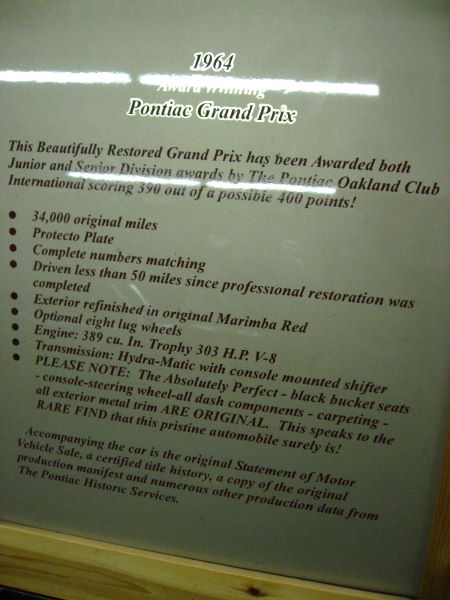 1964
Award Winning
Pontiac Grand Prix
This Beautifully Restored Grand Prix has been Awarded both
Junior and Senior Division awards by The Pontiac Oakland Club
International scoring 390 out of a possible 400 points!
• 34,000 original miles
• Protecto Plate
• Complete numbers matching
• Driven less than 50 miles since professional restoration was
completed
• Exterior refinished in original Marimba Red
• Optional eight lug wheels
• Engine: 389 cu. In. Trophy 303 H.P. V-8
• Transmission: Hydra-Matic with console mounted shifter
• PLEASE NOTE: The Absolutely Perfect - black bucket seats
- console-steering wheel-all dash components - carpeting -
all exterior metal trim ARE ORIGINAL. This speaks to the
RARE FIND that this pristine automobile surely is!
Accompanying the car is the original Statement of Motor
Vehicle Sale, a certified title history, a copy of the original
production manifest and numerous other production data from
The Pontiac Historic Services.